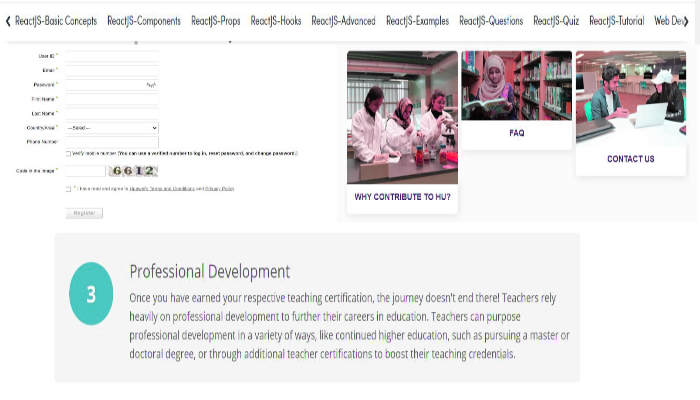 ReactJS-Basic Concepts ReactJS-Components ReactJS-Props ReactJS-Hooks ReactJS-Advanced ReactJS-Examples ReactJS-Questions ReactJS-Quiz ReactJS-Tutorial Web Dev
User ID *
Email *
Password *
First Name *
Last Name *
Country/Area * ---Select---
Phone Number
Verify mobile number (You can use a verified number to log in, reset password, and change password.)
Code in the image * 6612
* I have read and agree to Huawei's Terms and Conditions and Privacy Policy
Register
WHY CONTRIBUTE TO HU?
FAQ
CONTACT US
3
Professional Development
Once you have earned your respective teaching certification, the journey doesn't end there! Teachers rely
heavily on professional development to further their careers in education. Teachers can purpose
professional development in a variety of ways, like continued higher education, such as pursuing a master or
doctoral degree, or through additional teacher certifications to boost their teaching credentials.